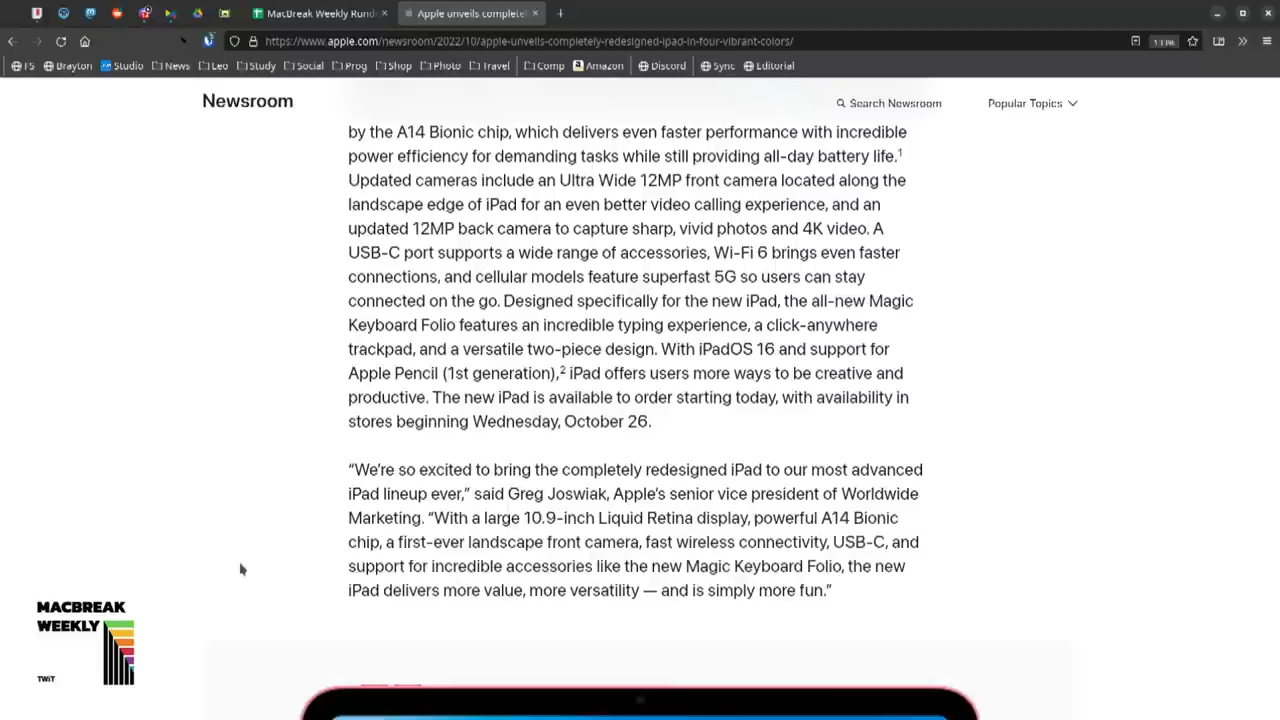 MacBreak Weekly Rund
Apple unveils complete
https://www.apple.com/newsroom/2022/10/apple-unveils-completely-redesigned-ipad-in-four-vibrant-colors/
FS Brayton Studio News Leo Study Social Prog Shop Photo Travel Comp Amazon Discord Sync Editorial
Newsroom
Search Newsroom
Popular Topics
by the A14 Bionic chip, which delivers even faster performance with incredible
power efficiency for demanding tasks while still providing all-day battery life.¹
Updated cameras include an Ultra Wide 12MP front camera located along the
landscape edge of iPad for an even better video calling experience, and an
updated 12MP back camera to capture sharp, vivid photos and 4K video. A
USB-C port supports a wide range of accessories, Wi-Fi 6 brings even faster
connections, and cellular models feature superfast 5G so users can stay
connected on the go. Designed specifically for the new iPad, the all-new Magic
Keyboard Folio features an incredible typing experience, a click-anywhere
trackpad, and a versatile two-piece design. With iPadOS 16 and support for
Apple Pencil (1st generation),² iPad offers users more ways to be creative and
productive. The new iPad is available to order starting today, with availability in
stores beginning Wednesday, October 26.
“We’re so excited to bring the completely redesigned iPad to our most advanced
iPad lineup ever,” said Greg Joswiak, Apple’s senior vice president of Worldwide
Marketing. “With a large 10.9-inch Liquid Retina display, powerful A14 Bionic
chip, a first-ever landscape front camera, fast wireless connectivity, USB-C, and
support for incredible accessories like the new Magic Keyboard Folio, the new
iPad delivers more value, more versatility — and is simply more fun.”
MACBREAK
WEEKLY
TWiT